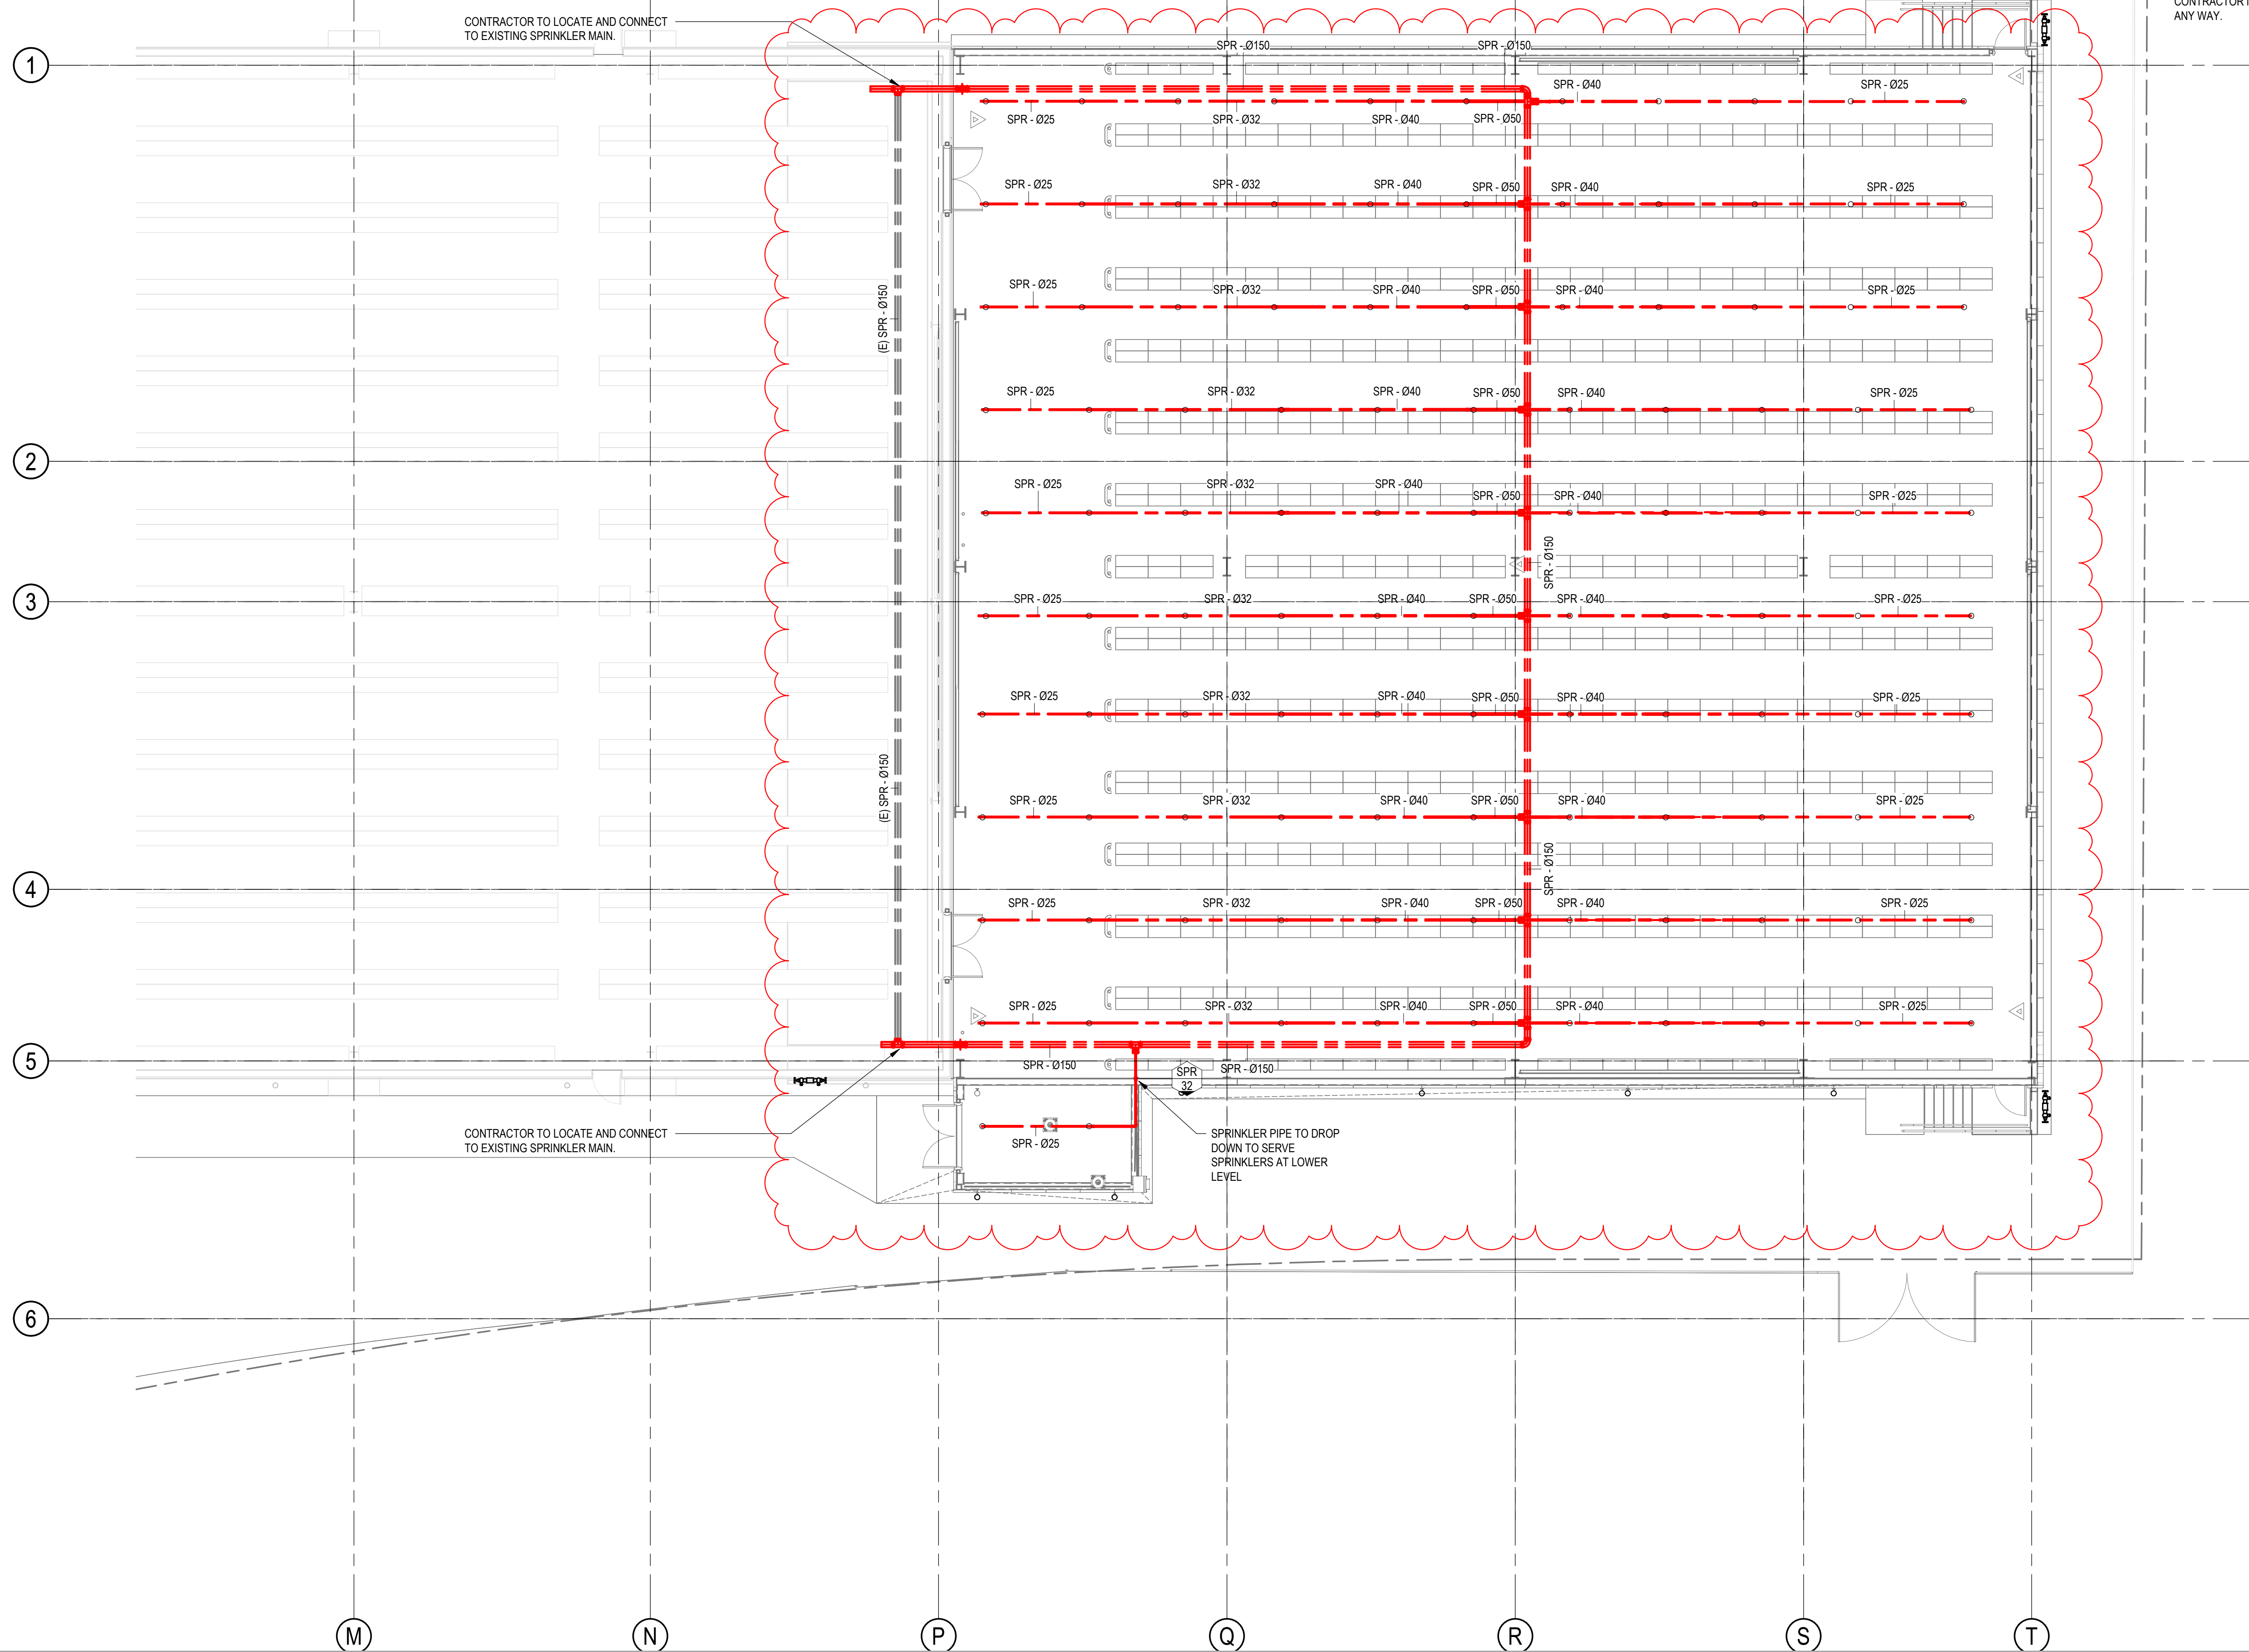 CONTRACTOR TO LOCATE AND CONNECT
TO EXISTING SPRINKLER MAIN.
ANY WAY.
1
SPR - Ø150
SPR - Ø150
SPR - Ø40
SPR - Ø25
SPR - Ø25
SPR - Ø32
SPR - Ø40
SPR - Ø50
SPR - Ø25
SPR - Ø32
SPR - Ø40
SPR - Ø50
SPR - Ø40
SPR - Ø25
SPR - Ø25
SPR - Ø32
SPR - Ø40
SPR - Ø50
SPR - Ø40
SPR - Ø25
(E) SPR - Ø150
SPR - Ø25
SPR - Ø32
SPR - Ø40
SPR - Ø50
SPR - Ø40
SPR - Ø25
2
SPR - Ø25
SPR - Ø32
SPR - Ø40
SPR - Ø50
SPR - Ø40
SPR - Ø25
SPR - Ø150
3
SPR - Ø25
SPR - Ø32
SPR - Ø40
SPR - Ø50
SPR - Ø40
SPR - Ø25
SPR - Ø25
SPR - Ø32
SPR - Ø40
SPR - Ø50
SPR - Ø40
SPR - Ø25
(E) SPR - Ø150
SPR - Ø25
SPR - Ø32
SPR - Ø40
SPR - Ø50
SPR - Ø40
SPR - Ø25
SPR - Ø150
4
SPR - Ø25
SPR - Ø32
SPR - Ø40
SPR - Ø50
SPR - Ø40
SPR - Ø25
SPR - Ø25
SPR - Ø32
SPR - Ø40
SPR - Ø50
SPR - Ø40
SPR - Ø25
5
SPR - Ø150
SPR
32
SPR - Ø150
CONTRACTOR TO LOCATE AND CONNECT
TO EXISTING SPRINKLER MAIN.
SPR - Ø25
SPRINKLER PIPE TO DROP
DOWN TO SERVE
SPRINKLERS AT LOWER
LEVEL
6
M
N
P
Q
R
S
T